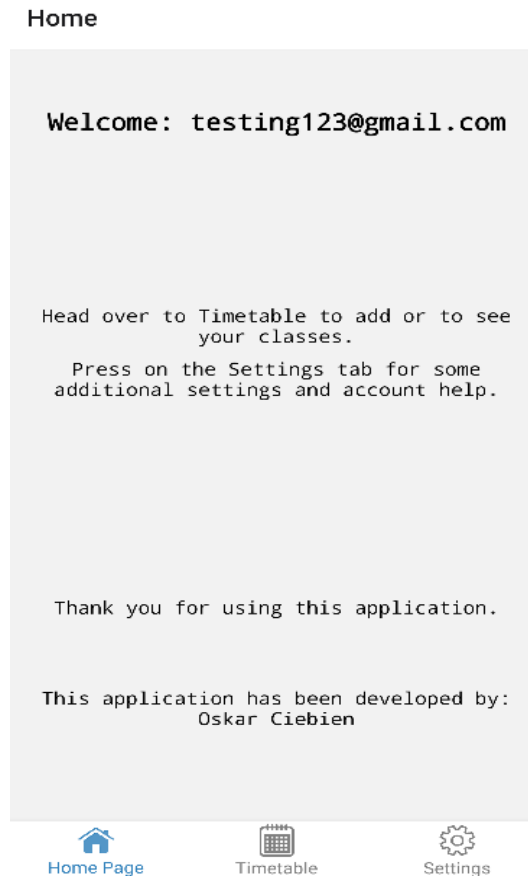 Home
Welcome: testing123@gmail.com
Head over to Timetable to add or to see
your classes.
Press on the Settings tab for some
additional settings and account help.
Thank you for using this application.
This application has been developed by:
Oskar Ciebien
Home Page
Timetable
Settings